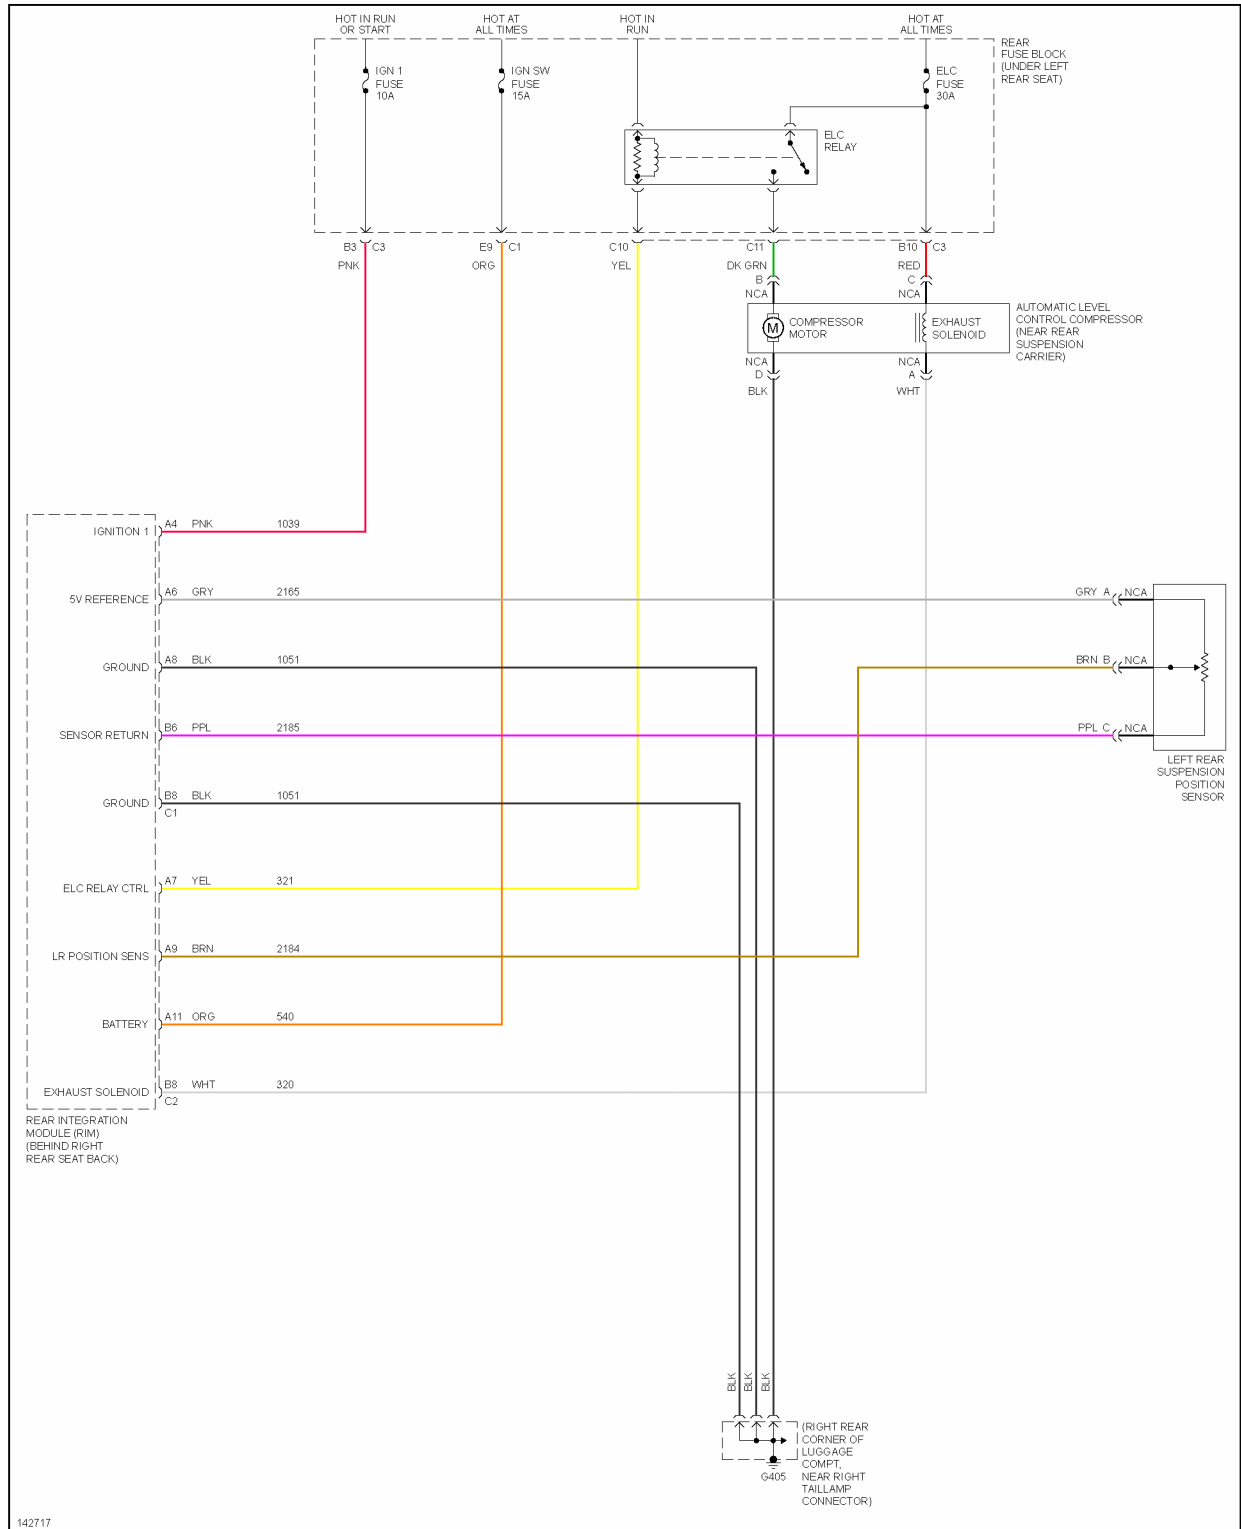 HOT IN RUN
OR START
HOT AT
ALL TIMES
HOT IN
RUN
HOT AT
ALL TIMES
REAR
FUSE BLOCK
(UNDER LEFT
REAR SEAT)
IGN 1
FUSE
10A
IGN SW
FUSE
15A
ELC
FUSE
30A
ELC
RELAY
B3 C3
E9 C1
C10
C11
B10 C3
PNK
ORG
YEL
DK GRN
RED
B
C
NCA
NCA
COMPRESSOR
MOTOR
M
EXHAUST
SOLENOID
AUTOMATIC LEVEL
CONTROL COMPRESSOR
(NEAR REAR
SUSPENSION
CARRIER)
NCA
NCA
D
A
BLK
WHT
IGNITION 1 A4 PNK 1039
5V REFERENCE A6 GRY 2165
GRY A NCA
GROUND A8 BLK 1051
BRN B NCA
SENSOR RETURN B6 PPL 2185
PPL C NCA
LEFT REAR
SUSPENSION
POSITION
SENSOR
GROUND B8 BLK 1051
C1
ELC RELAY CTRL A7 YEL 321
LR POSITION SENS A9 BRN 2184
BATTERY A11 ORG 540
EXHAUST SOLENOID B8 WHT 320
C2
REAR INTEGRATION
MODULE (RIM)
(BEHIND RIGHT
REAR SEAT BACK)
BLK
BLK
BLK
(RIGHT REAR
CORNER OF
LUGGAGE
COMPT,
NEAR RIGHT
TAILLAMP
CONNECTOR)
G405
142717